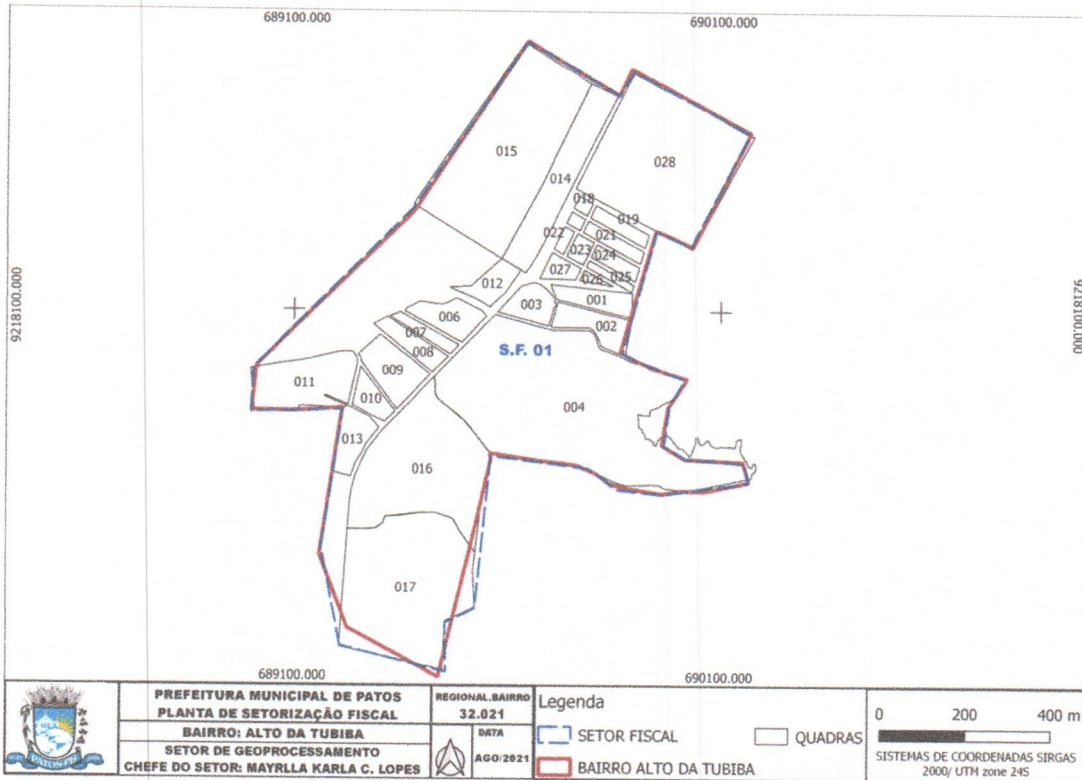 689100.000
690100.000
9218100.000
9218100.000
015
028
014
018
019
022
021
023
024
027
026
025
012
001
003
006
002
007
008
S.F. 01
009
011
010
004
013
016
017
689100.000
690100.000
PREFEITURA MUNICIPAL DE PATOS
PLANTA DE SETORIZAÇÃO FISCAL
BAIRRO: ALTO DA TUBIBA
SETOR DE GEOPROCESSAMENTO
CHEFE DO SETOR: MAYRLLA KARLA C. LOPES
REGIONAL.BAIRRO
32.021
DATA
AGO/2021
Legenda
SETOR FISCAL
QUADRAS
BAIRRO ALTO DA TUBIBA
0 200 400 m
SISTEMAS DE COORDENADAS SIRGAS
2000/ UTM zone 24S